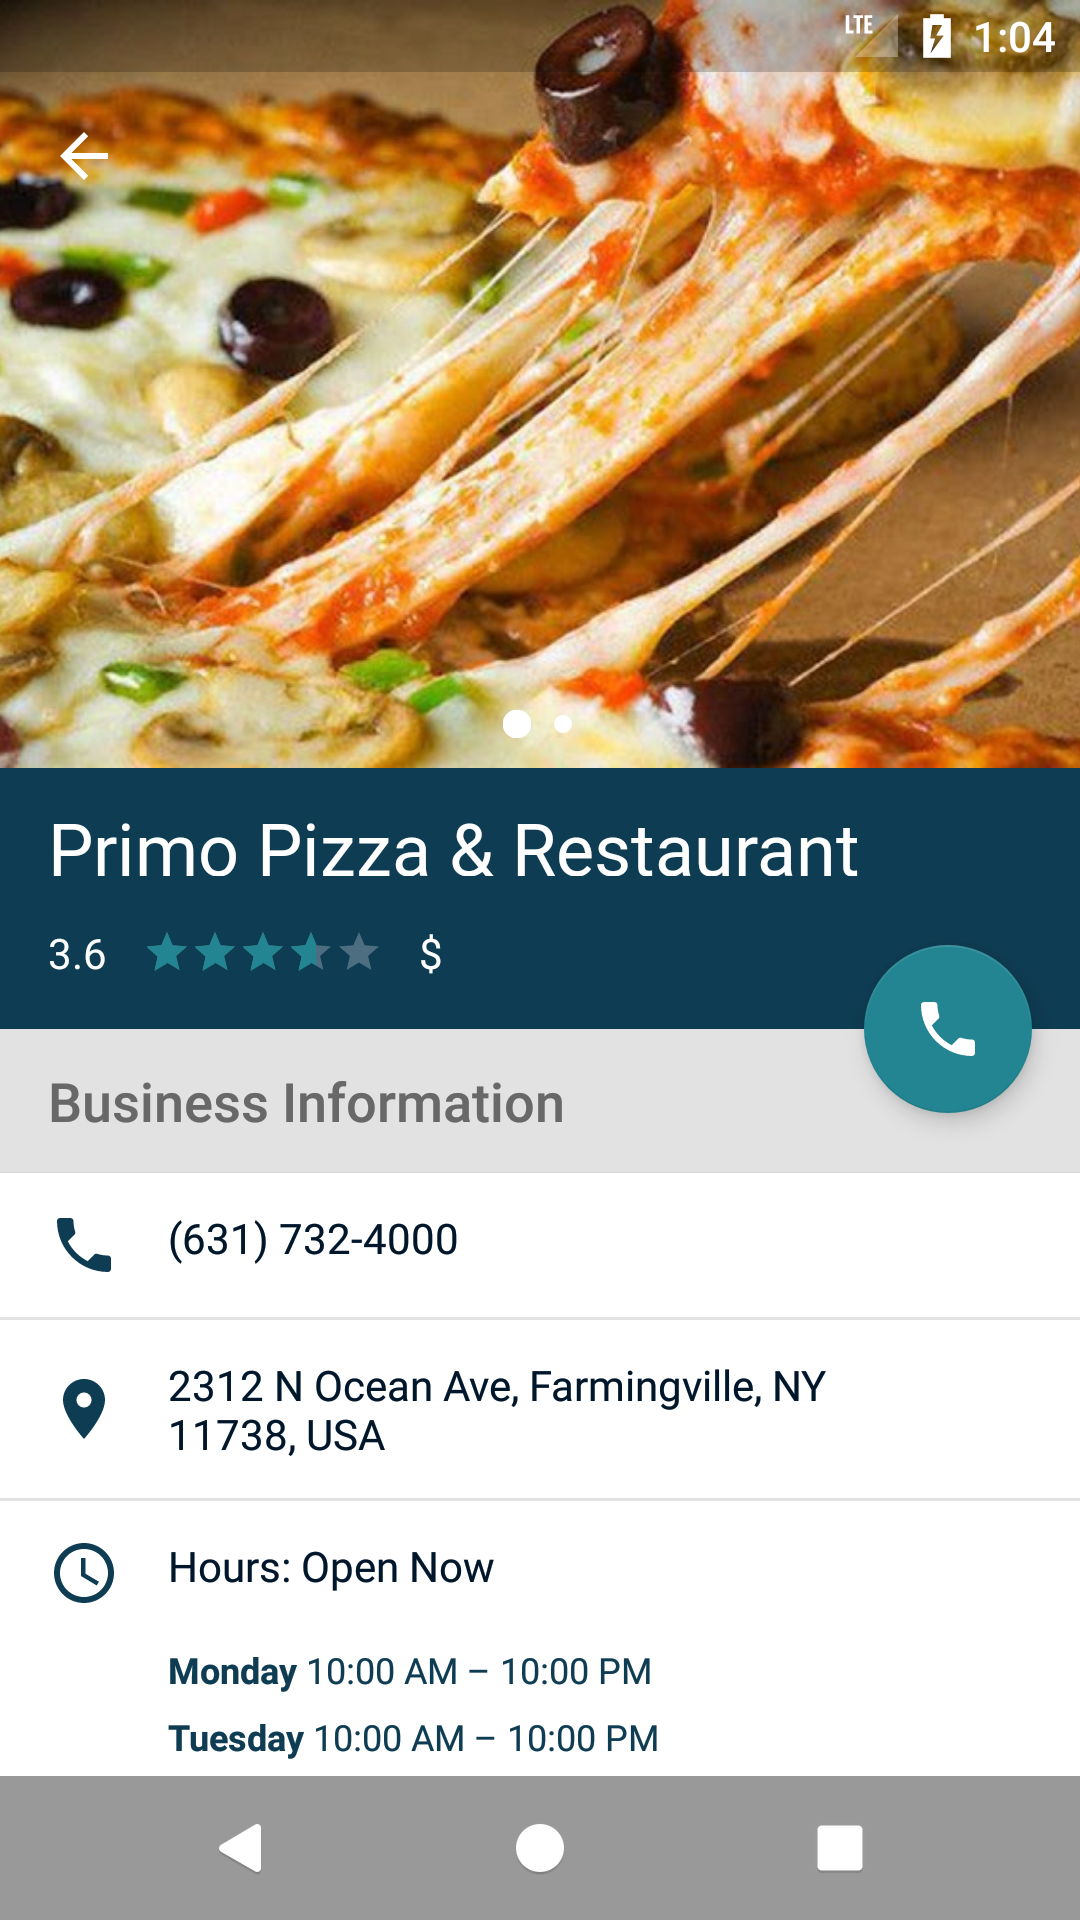 LTE 1:04
Primo Pizza & Restaurant
3.6 $
Business Information
(631) 732-4000
2312 N Ocean Ave, Farmingville, NY
11738, USA
Hours: Open Now
Monday 10:00 AM – 10:00 PM
Tuesday 10:00 AM – 10:00 PM